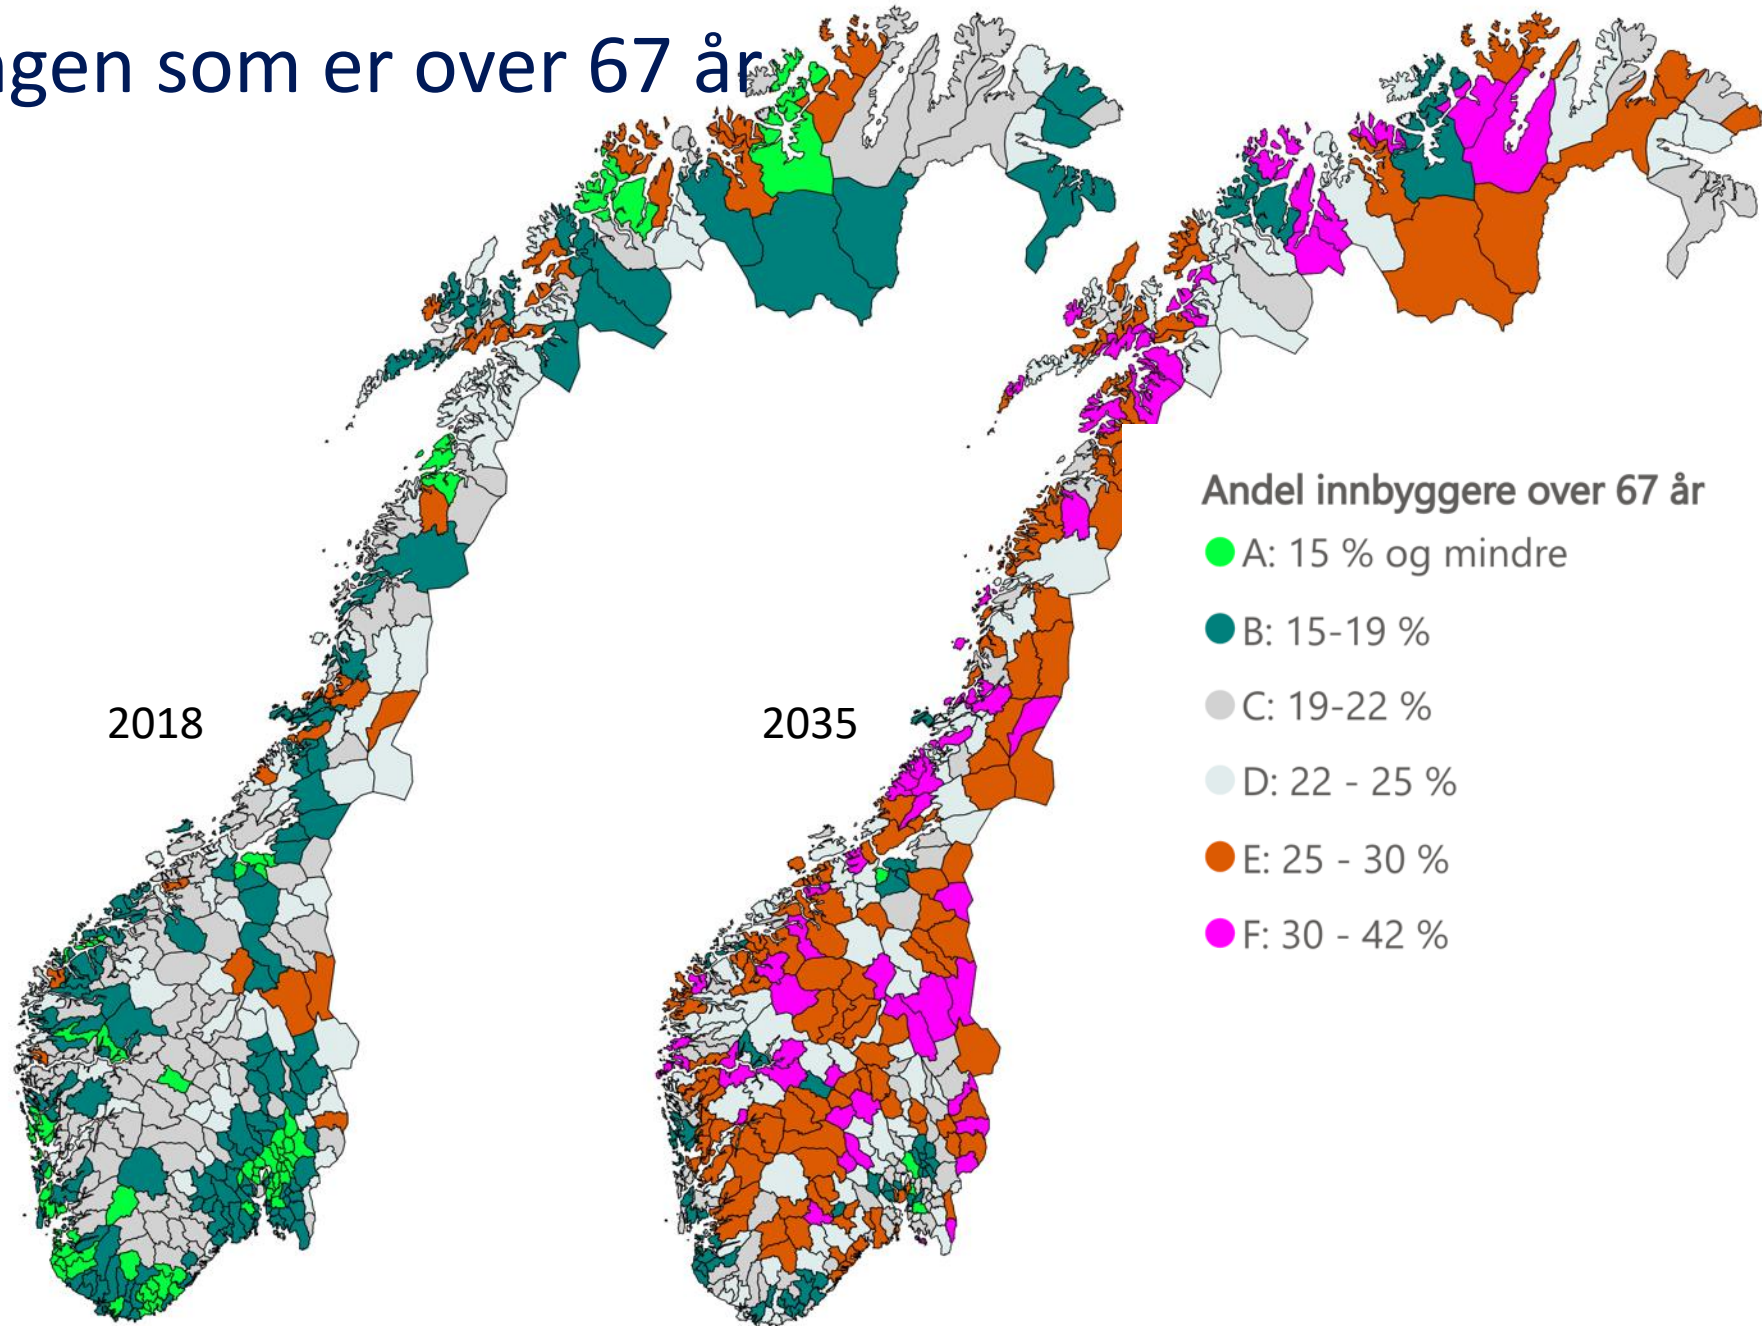 som er over 67 år
2018
2035
Andel innbyggere over 67 år
A: 15 % og mindre
B: 15-19 %
C: 19-22 %
D: 22 - 25 %
E: 25 - 30 %
F: 30 - 42 %